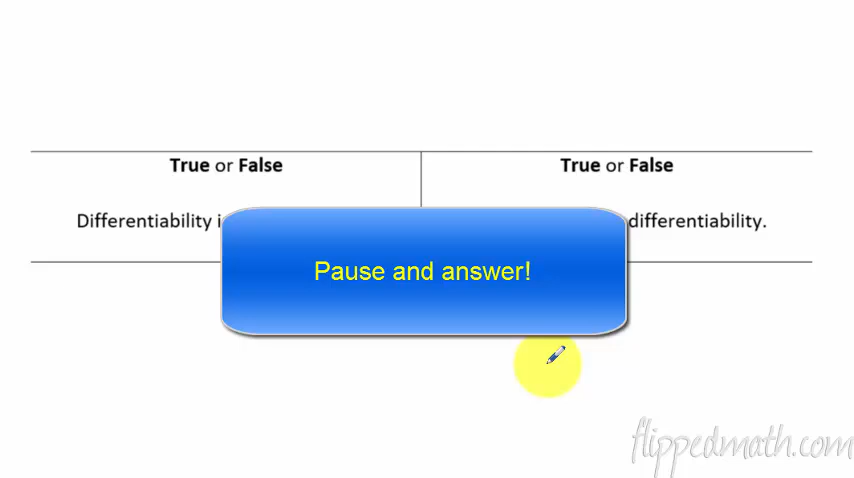 True or False
True or False
Differentiability
differentiability.
Pause and answer!
flippedmath.com